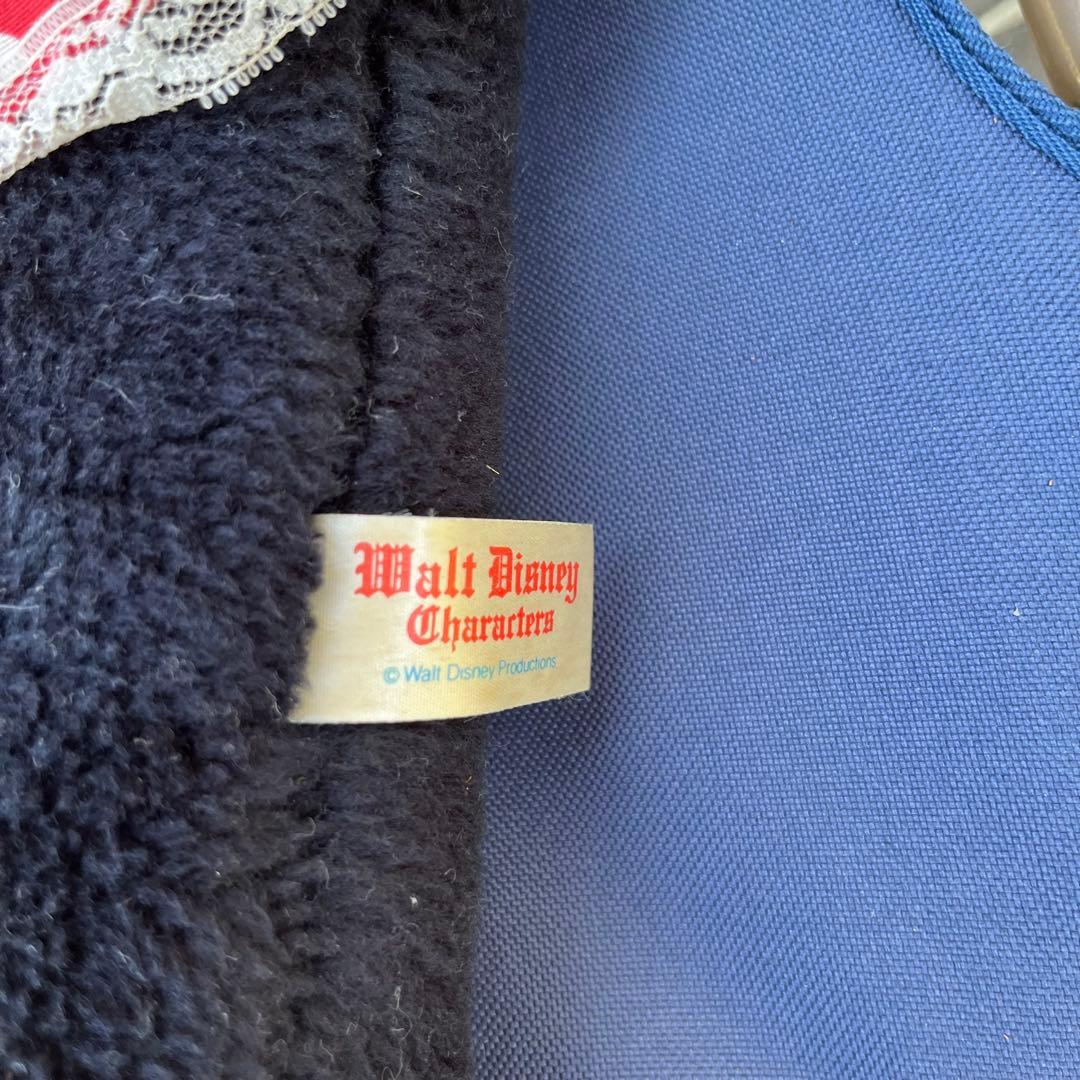 Walt Disney
Characters
© Walt Disney Productions